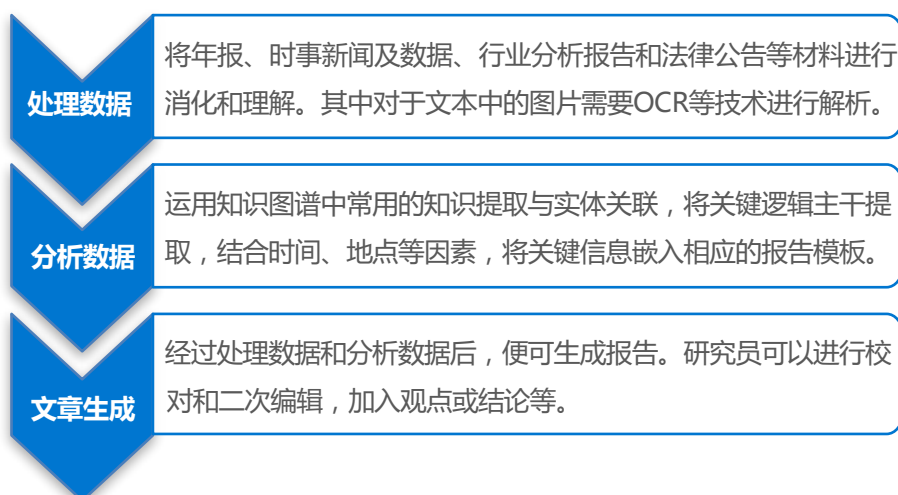 处理数据
将年报、时事新闻及数据、行业分析报告和法律公告等材料进行
消化和理解。其中对于文本中的图片需要OCR等技术进行解析。
分析数据
运用知识图谱中常用的知识提取与实体关联，将关键逻辑主干提
取，结合时间、地点等因素，将关键信息嵌入相应的报告模板。
文章生成
经过处理数据和分析数据后，便可生成报告。研究员可以进行校
对和二次编辑，加入观点或结论等。